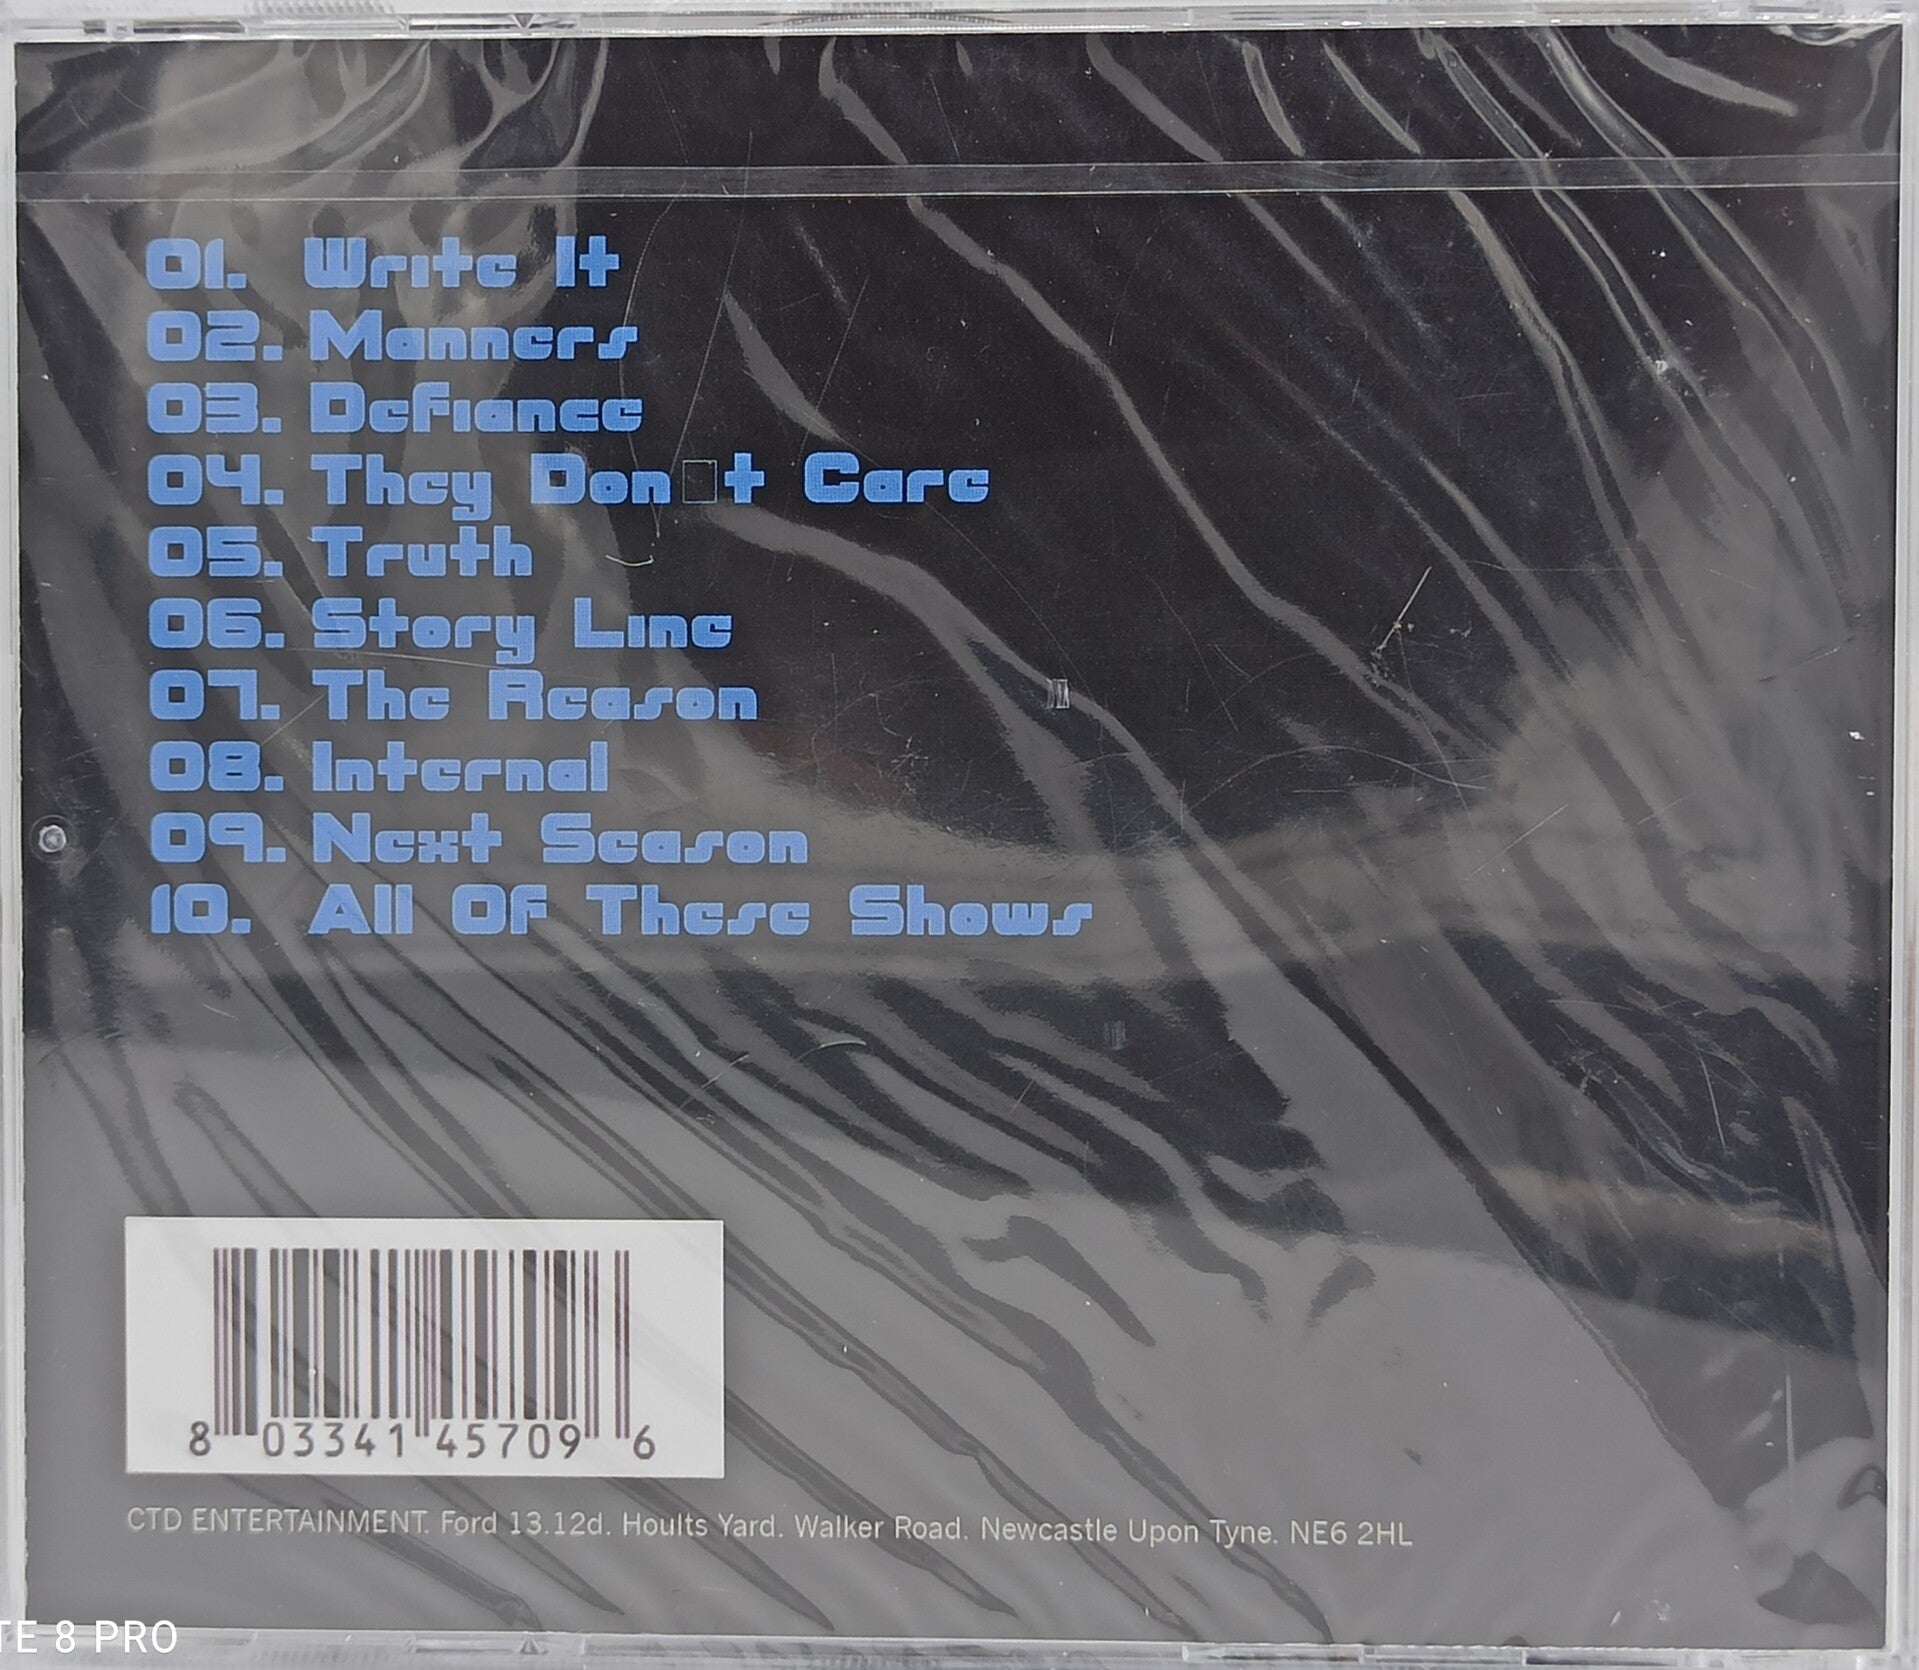 01. Write It
02. Manners
03. Defiance
04. They Don□t Care
05. Truth
06. Story Line
07. The Reason
08. Internal
09. Next Season
10. All Of These Shows
8 03341 45709 6
CTD ENTERTAINMENT. Ford 13.12d. Hoults Yard. Walker Road. Newcastle Upon Tyne. NE6 2HL
TE 8 PRO